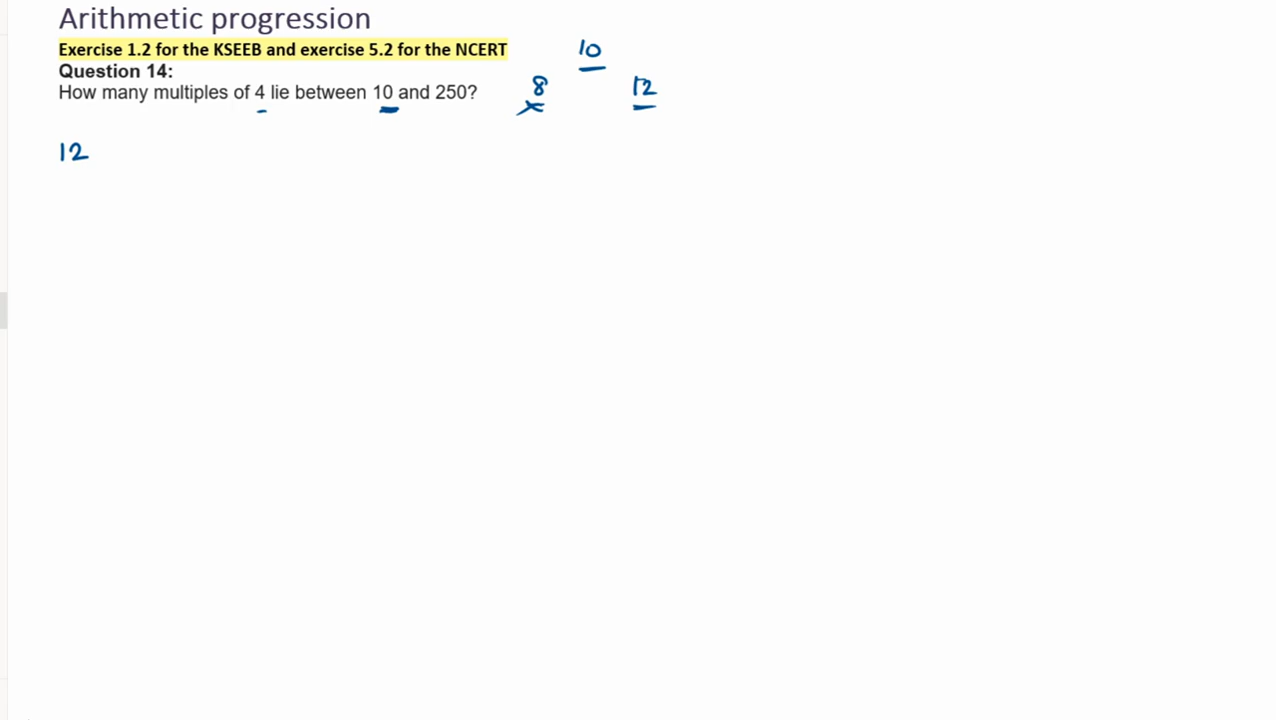 Arithmetic progression
Exercise 1.2 for the KSEEB and exercise 5.2 for the NCERT
10
Question 14:
How many multiples of 4 lie between 10 and 250?
8
12
12